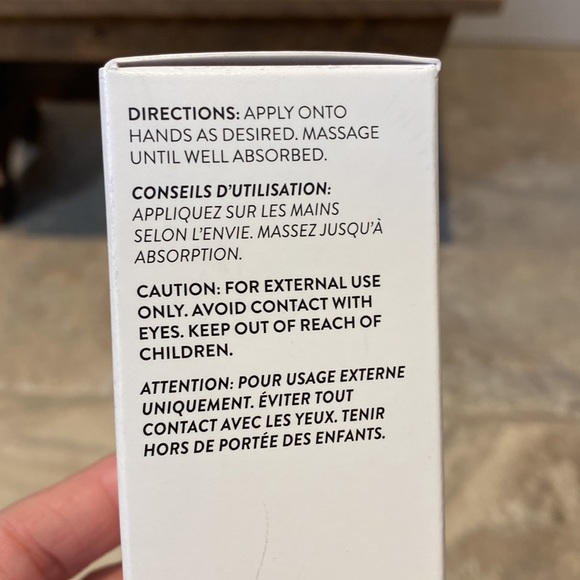 DIRECTIONS: APPLY ONTO
HANDS AS DESIRED. MASSAGE
UNTIL WELL ABSORBED.
CONSEILS D'UTILISATION:
APPLIQUEZ SUR LES MAINS
SELON L'ENVIE. MASSEZ JUSQU'À
ABSORPTION.
CAUTION: FOR EXTERNAL USE
ONLY. AVOID CONTACT WITH
EYES. KEEP OUT OF REACH OF
CHILDREN.
ATTENTION: POUR USAGE EXTERNE
UNIQUEMENT. ÉVITER TOUT
CONTACT AVEC LES YEUX. TENIR
HORS DE PORTÉE DES ENFANTS.